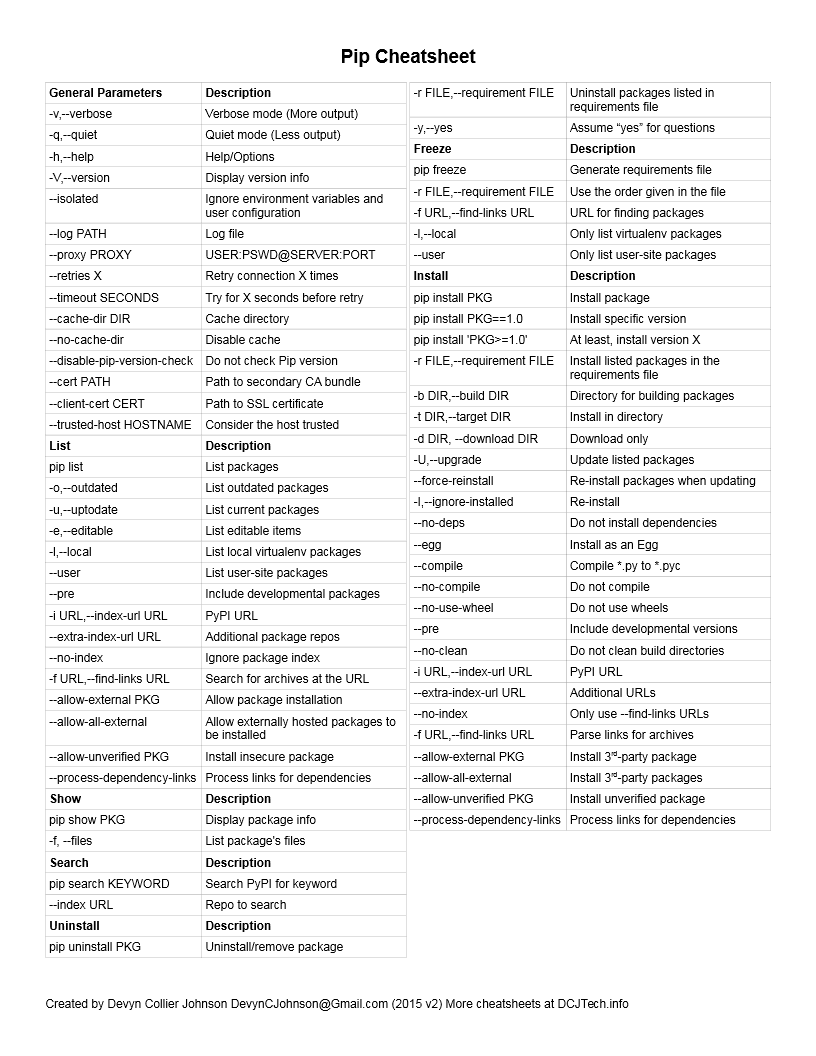 Pip Cheatsheet
General Parameters Description
-v,--verbose Verbose mode (More output)
-q,--quiet Quiet mode (Less output)
-h,--help Help/Options
-V,--version Display version info
--isolated Ignore environment variables and
user configuration
--log PATH Log file
--proxy PROXY USER:PSWD@SERVER:PORT
--retries X Retry connection X times
--timeout SECONDS Try for X seconds before retry
--cache-dir DIR Cache directory
--no-cache-dir Disable cache
--disable-pip-version-check Do not check Pip version
--cert PATH Path to secondary CA bundle
--client-cert CERT Path to SSL certificate
--trusted-host HOSTNAME Consider the host trusted
List Description
pip list List packages
-o,--outdated List outdated packages
-u,--uptodate List current packages
-e,--editable List editable items
-l,--local List local virtualenv packages
--user List user-site packages
--pre Include developmental packages
-i URL,--index-url URL PyPI URL
--extra-index-url URL Additional package repos
--no-index Ignore package index
-f URL,--find-links URL Search for archives at the URL
--allow-external PKG Allow package installation
--allow-all-external Allow externally hosted packages to
be installed
--allow-unverified PKG Install insecure package
--process-dependency-links Process links for dependencies
Show Description
pip show PKG Display package info
-f, --files List package's files
Search Description
pip search KEYWORD Search PyPI for keyword
--index URL Repo to search
Uninstall Description
pip uninstall PKG Uninstall/remove package
-r FILE,--requirement FILE Uninstall packages listed in
requirements file
-y,--yes Assume “yes” for questions
Freeze Description
pip freeze Generate requirements file
-r FILE,--requirement FILE Use the order given in the file
-f URL,--find-links URL URL for finding packages
-l,--local Only list virtualenv packages
--user Only list user-site packages
Install Description
pip install PKG Install package
pip install PKG==1.0 Install specific version
pip install 'PKG>=1.0' At least, install version X
-r FILE,--requirement FILE Install listed packages in the
requirements file
-b DIR,--build DIR Directory for building packages
-t DIR,--target DIR Install in directory
-d DIR, --download DIR Download only
-U,--upgrade Update listed packages
--force-reinstall Re-install packages when updating
-I,--ignore-installed Re-install
--no-deps Do not install dependencies
--egg Install as an Egg
--compile Compile *.py to *.pyc
--no-compile Do not compile
--no-use-wheel Do not use wheels
--pre Include developmental versions
--no-clean Do not clean build directories
-i URL,--index-url URL PyPI URL
--extra-index-url URL Additional URLs
--no-index Only use --find-links URLs
-f URL,--find-links URL Parse links for archives
--allow-external PKG Install 3rd-party package
--allow-all-external Install 3rd-party packages
--allow-unverified PKG Install unverified package
--process-dependency-links Process links for dependencies
Created by Devyn Collier Johnson DevynCJohnson@Gmail.com (2015 v2) More cheatsheets at DCJTech.info